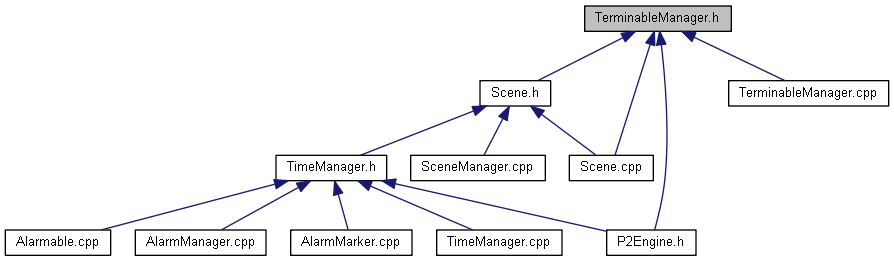 TerminableManager.h
Scene.h
TerminableManager.cpp
TimeManager.h
SceneManager.cpp
Scene.cpp
Alarmable.cpp
AlarmManager.cpp
AlarmMarker.cpp
TimeManager.cpp
P2Engine.h